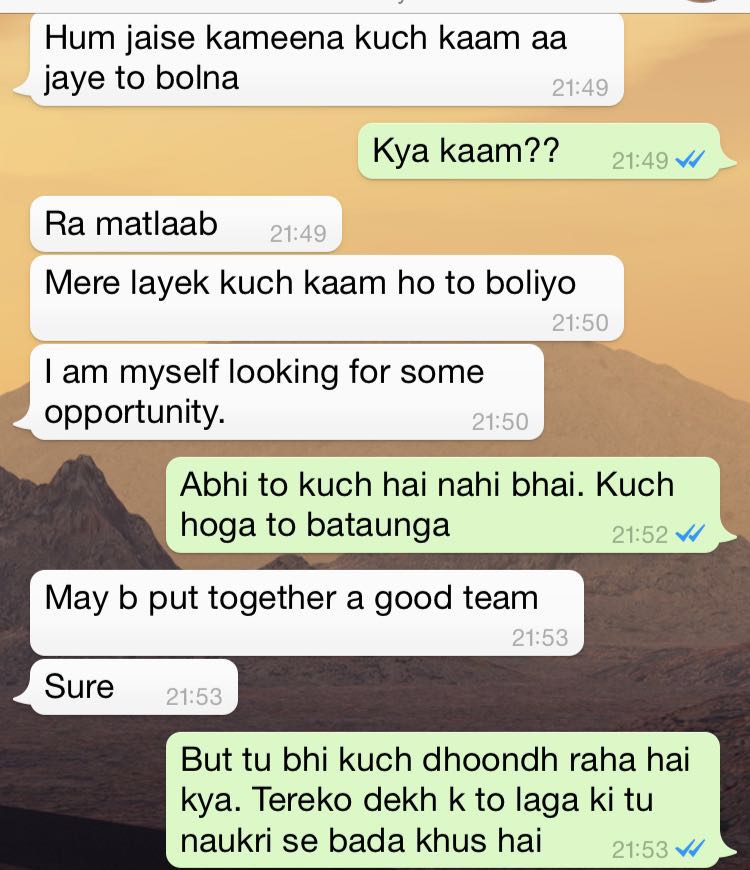 Hum jaise kameena kuch kaam aa
jaye to bolna
21:49
Kya kaam??
21:49
Ra matlaab
21:49
Mere layek kuch kaam ho to boliyo
21:50
I am myself looking for some
opportunity.
21:50
Abhi to kuch hai nahi bhai. Kuch
hoga to bataunga
21:52
May b put together a good team
21:53
Sure
21:53
But tu bhi kuch dhoondh raha hai
kya. Tereko dekh k to laga ki tu
naukri se bada khus hai
21:53